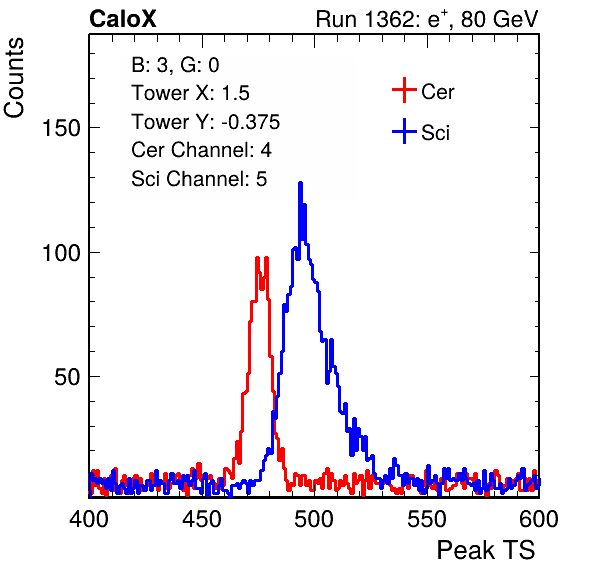 CaloX Run 1362: e⁺, 80 GeV
Counts
B: 3, G: 0
Tower X: 1.5
Tower Y: -0.375
Cer Channel: 4
Sci Channel: 5
Cer
Sci
150
100
50
400 450 500 550 600
Peak TS